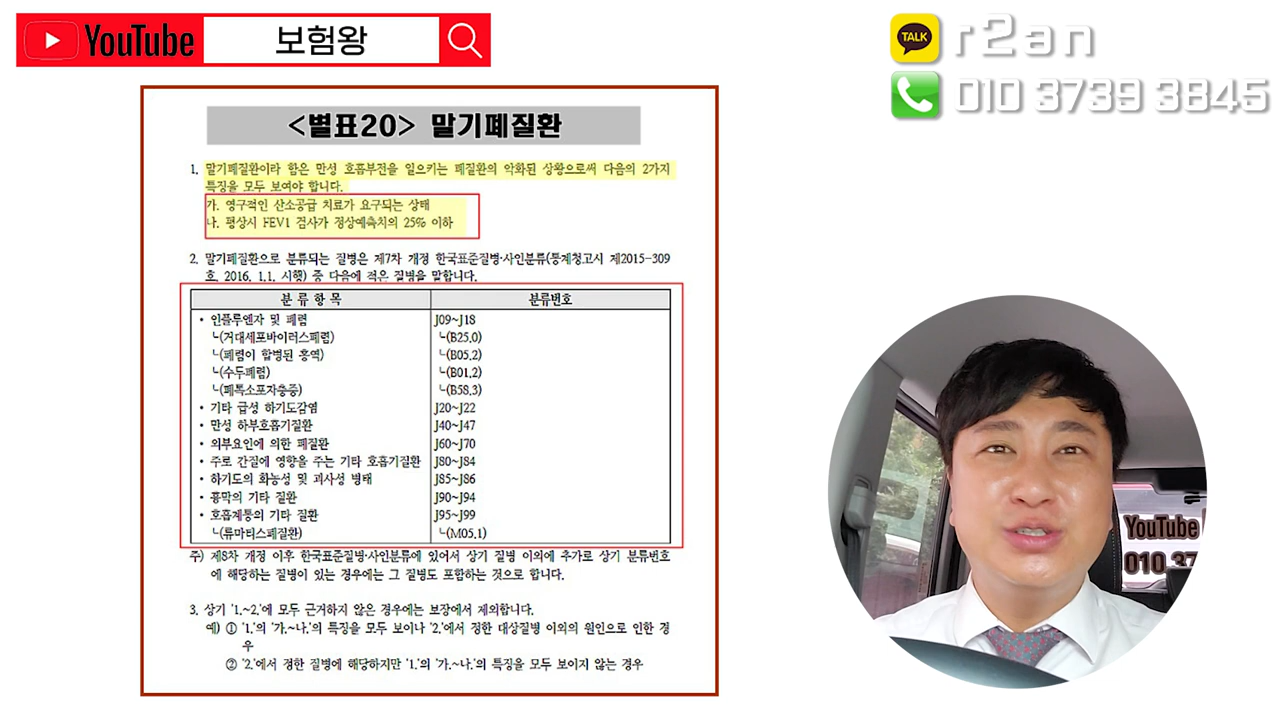 YouTube 보험왕
TALK r2an
010 3739 3845
<별표20> 말기폐질환
1. 말기폐질환이라 함은 만성 호흡부전을 일으키는 폐질환의 악화된 상황으로써 다음의 2가지
특징을 모두 보여야 합니다.
가. 영구적인 산소공급 치료가 요구되는 상태
나. 평상시 FEV1 검사가 정상예측치의 25% 이하
2. 말기폐질환으로 분류되는 질병은 제7차 개정 한국표준질병·사인분류(통계청고시 제2015-309
호, 2016. 1.1. 시행) 중 다음에 적은 질병을 말합니다.
분 류 항 목 분류번호
• 인플루엔자 및 폐렴 J09~J18
└(거대세포바이러스폐렴) └(B25.0)
└(폐렴이 합병된 홍역) └(B05.2)
└(수두폐렴) └(B01.2)
└(폐톡소포자충증) └(B58.3)
• 기타 급성 하기도감염 J20~J22
• 만성 하부호흡기질환 J40~J47
• 외부요인에 의한 폐질환 J60~J70
• 주로 간질에 영향을 주는 기타 호흡기질환 J80~J84
• 하기도의 화농성 및 괴사성 병태 J85~J86
• 흉막의 기타 질환 J90~J94
• 호흡계통의 기타 질환 J95~J99
└(류마티스폐질환) └(M05.1)
주) 제8차 개정 이후 한국표준질병·사인분류에 있어서 상기 질병 이외에 추가로 상기 분류번호
에 해당하는 질병이 있는 경우에는 그 질병도 포함하는 것으로 합니다.
3. 상기 '1.~2.'에 모두 근거하지 않은 경우에는 보장에서 제외합니다.
예) ① '1.'의 '가.~나.'의 특징을 모두 보이나 '2.'에서 정한 대상질병 이외의 원인으로 인한 경
우
② '2.'에서 정한 질병에 해당하지만 '1.'의 '가.~나.'의 특징을 모두 보이지 않는 경우
YouTube
010 37